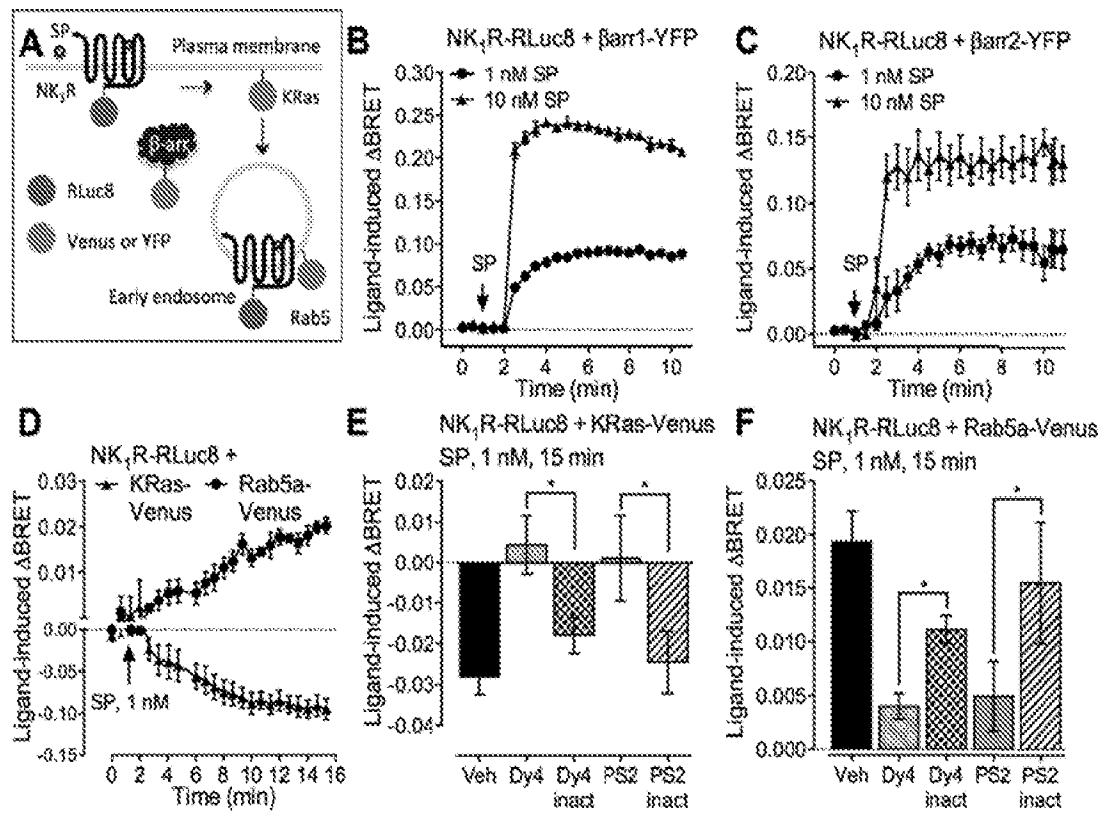 A
SP
Plasma membrane
NK₁R
KRas
β-arr
RLuc8
Venus or YFP
Early endosome
Rab5
B
NK₁R-RLuc8 + βarr1-YFP
1 nM SP
10 nM SP
Ligand-induced ΔBRET
0.30
0.25
0.20
0.15
0.10
0.05
0.00
SP
0 2 4 6 8 10
Time (min)
C
NK₁R-RLuc8 + βarr2-YFP
1 nM SP
10 nM SP
Ligand-induced ΔBRET
0.20
0.15
0.10
0.05
0.00
SP
0 2 4 6 8 10
Time (min)
D
NK₁R-RLuc8 +
KRas-Venus
Rab5a-Venus
Ligand-induced ΔBRET
0.03
0.02
0.01
0.00
-0.05
-0.10
-0.15
SP, 1 nM
0 2 4 6 8 10 12 14 16
Time (min)
E
NK₁R-RLuc8 + KRas-Venus
SP, 1 nM, 15 min
Ligand-induced ΔBRET
0.02
0.01
0.00
-0.01
-0.02
-0.03
-0.04
* *
Veh Dy4 Dy4 inact PS2 PS2 inact
F
NK₁R-RLuc8 + Rab5a-Venus
SP, 1 nM, 15 min
Ligand-induced ΔBRET
0.025
0.020
0.015
0.010
0.005
0.000
* *
Veh Dy4 Dy4 inact PS2 PS2 inact